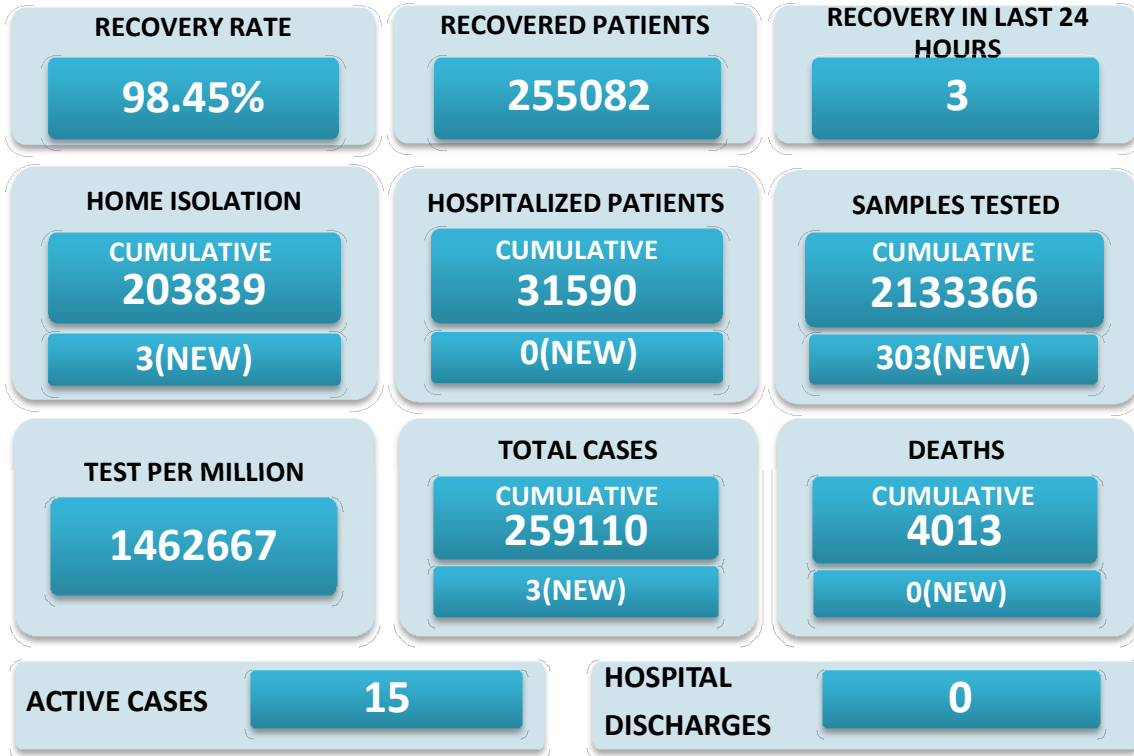 RECOVERY RATE
98.45%
RECOVERED PATIENTS
255082
RECOVERY IN LAST 24
HOURS
3
HOME ISOLATION
CUMULATIVE
203839
3(NEW)
HOSPITALIZED PATIENTS
CUMULATIVE
31590
0(NEW)
SAMPLES TESTED
CUMULATIVE
2133366
303(NEW)
TEST PER MILLION
1462667
TOTAL CASES
CUMULATIVE
259110
3(NEW)
DEATHS
CUMULATIVE
4013
0(NEW)
ACTIVE CASES
15
HOSPITAL
DISCHARGES
0